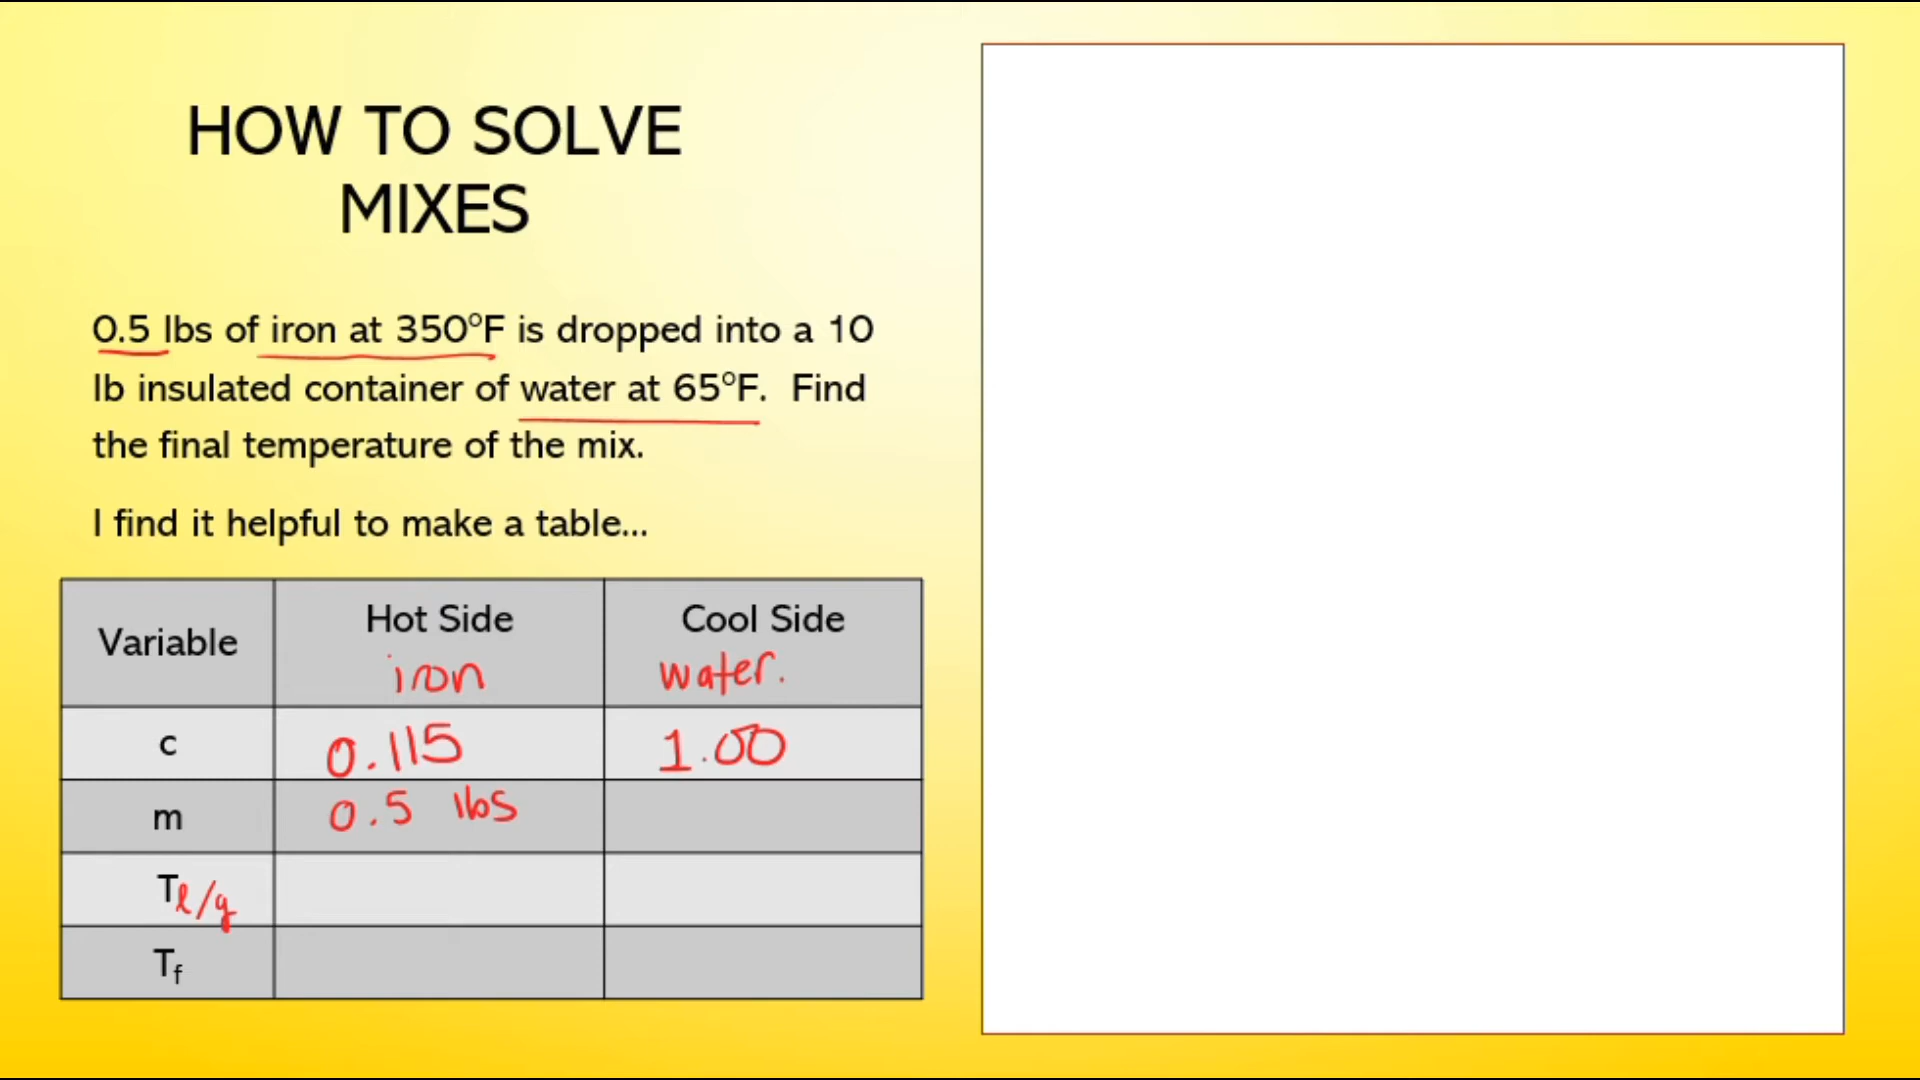 HOW TO SOLVE
MIXES
0.5 lbs of iron at 350°F is dropped into a 10
lb insulated container of water at 65°F. Find
the final temperature of the mix.
I find it helpful to make a table...
Variable Hot Side iron Cool Side water.
c 0.115 1.00
m 0.5 lbs
Tl/g
Tf